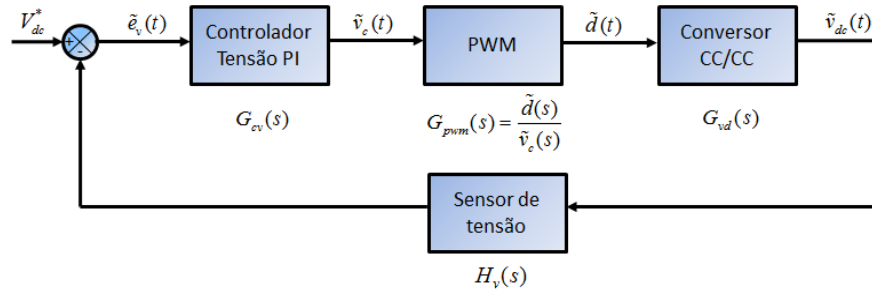 V*dc
ẽv(t)
Controlador
Tensão PI
ṽc(t)
PWM
d̃(t)
Conversor
CC/CC
ṽdc(t)
+
-
Gcv(s)
Gpwm(s) = d̃(s)/ṽc(s)
Gvd(s)
Sensor de
tensão
Hv(s)